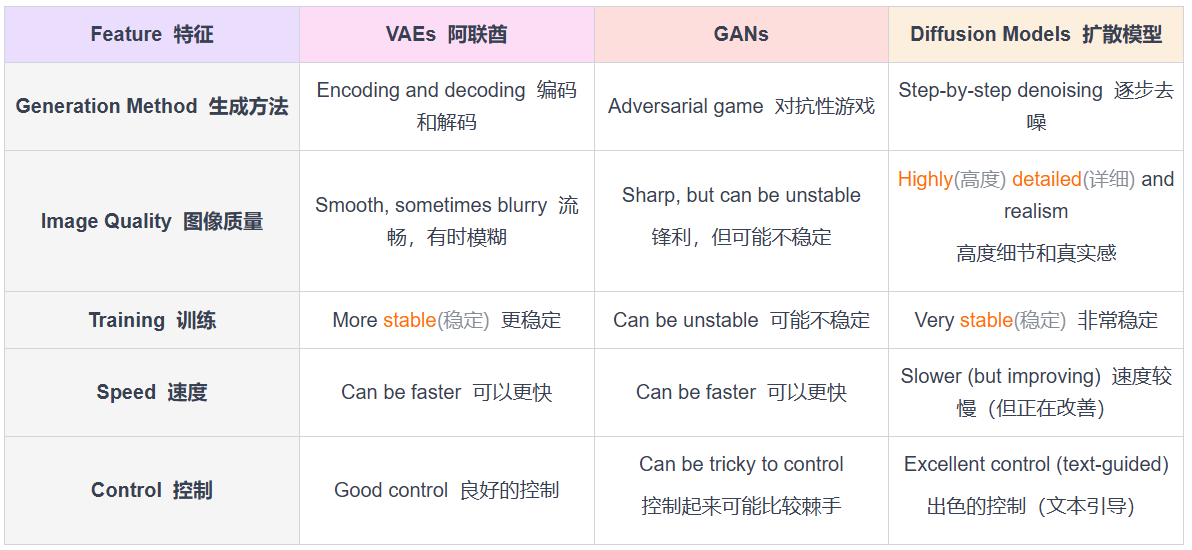 Feature 特征
VAEs 阿联酋
GANs
Diffusion Models 扩散模型
Generation Method 生成方法
Encoding and decoding 编码
和解码
Adversarial game 对抗性游戏
Step-by-step denoising 逐步去
噪
Image Quality 图像质量
Smooth, sometimes blurry 流
畅，有时模糊
Sharp, but can be unstable
锋利，但可能不稳定
Highly(高度) detailed(详细) and
realism
高度细节和真实感
Training 训练
More stable(稳定) 更稳定
Can be unstable 可能不稳定
Very stable(稳定) 非常稳定
Speed 速度
Can be faster 可以更快
Can be faster 可以更快
Slower (but improving) 速度较
慢（但正在改善）
Control 控制
Good control 良好的控制
Can be tricky to control
控制起来可能比较棘手
Excellent control (text-guided)
出色的控制（文本引导）